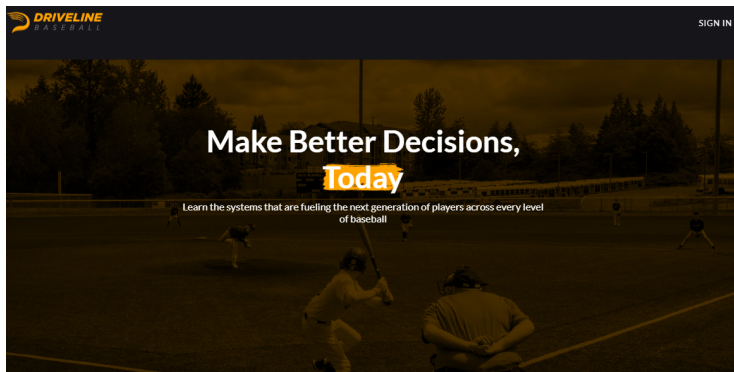 DRIVELINE
BASEBALL
SIGN IN
Make Better Decisions,
Today
Learn the systems that are fueling the next generation of players across every level
of baseball